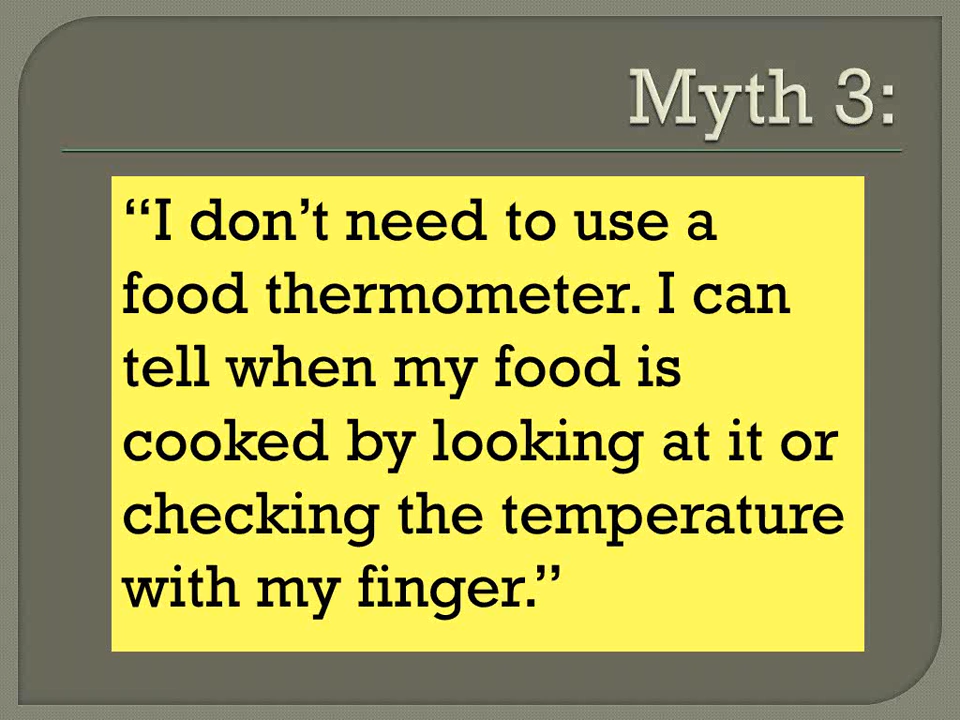 Myth 3:
“I don’t need to use a
food thermometer. I can
tell when my food is
cooked by looking at it or
checking the temperature
with my finger.”